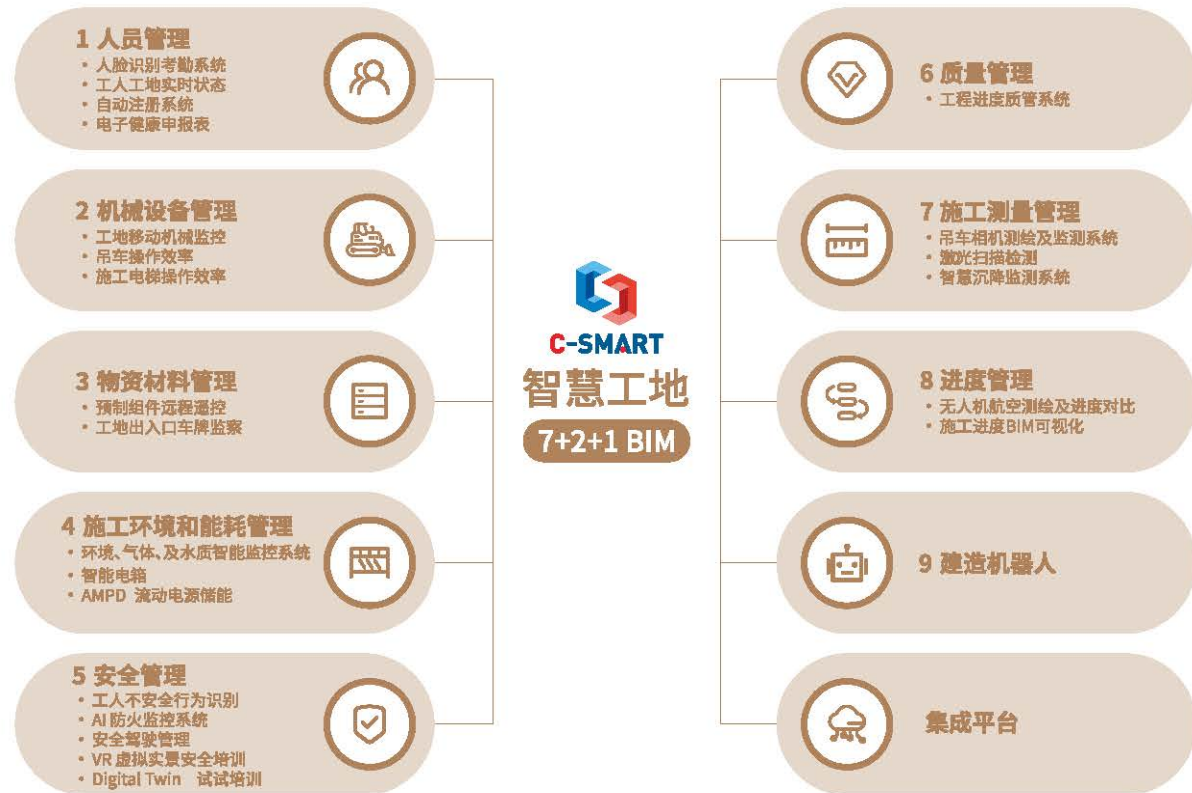 1 人员管理
• 人脸识别考勤系统
• 工人工地实时状态
• 自动注册系统
• 电子健康申报表
2 机械设备管理
• 工地移动机械监控
• 吊车操作效率
• 施工电梯操作效率
3 物资材料管理
• 预制组件远程遥控
• 工地出入口车牌监察
4 施工环境和能耗管理
• 环境、气体、及水质智能监控系统
• 智能电箱
• AMPD 流动电源储能
5 安全管理
• 工人不安全行为识别
• AI 防火监控系统
• 安全驾驶管理
• VR 虚拟实景安全培训
• Digital Twin 试试培训
C-SMART
智慧工地
7+2+1 BIM
6 质量管理
• 工程进度质管系统
7 施工测量管理
• 吊车相机测绘及监测系统
• 激光扫描检测
• 智慧沉降监测系统
8 进度管理
• 无人机航空测绘及进度对比
• 施工进度BIM可视化
9 建造机器人
集成平台